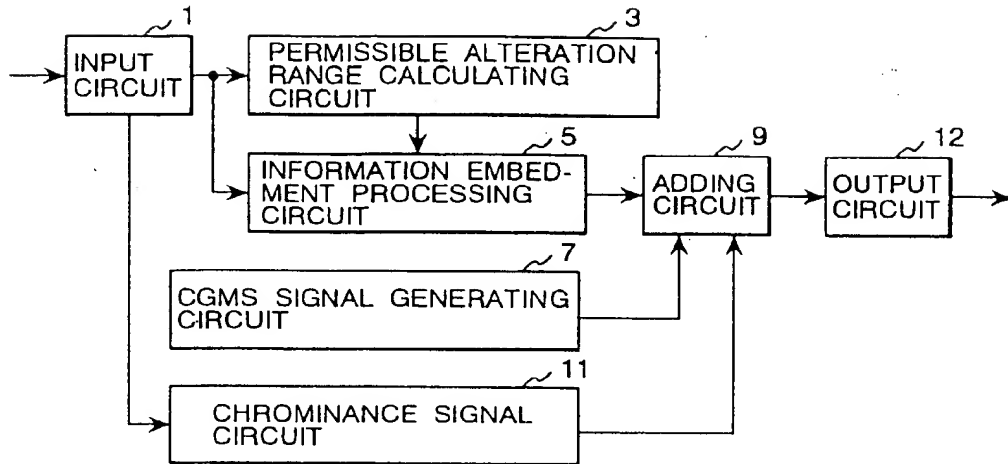 1
INPUT
CIRCUIT
3
PERMISSIBLE ALTERATION
RANGE CALCULATING
CIRCUIT
5
INFORMATION EMBED-
MENT PROCESSING
CIRCUIT
9
ADDING
CIRCUIT
12
OUTPUT
CIRCUIT
7
CGMS SIGNAL GENERATING
CIRCUIT
11
CHROMINANCE SIGNAL
CIRCUIT